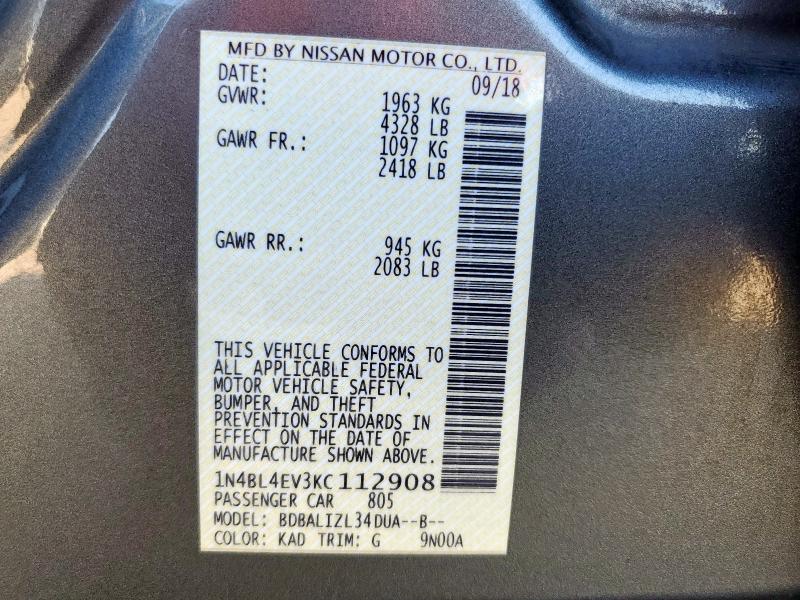 MFD BY NISSAN MOTOR CO., LTD.
DATE: 09/18
GVWR: 1963 KG
4328 LB
GAWR FR.: 1097 KG
2418 LB
GAWR RR.: 945 KG
2083 LB
THIS VEHICLE CONFORMS TO
ALL APPLICABLE FEDERAL
MOTOR VEHICLE SAFETY,
BUMPER, AND THEFT
PREVENTION STANDARDS IN
EFFECT ON THE DATE OF
MANUFACTURE SHOWN ABOVE.
1N4BL4EV3KC112908
PASSENGER CAR 805
MODEL: BDBALIZL34DUA--B--
COLOR: KAD TRIM: G 9N00A